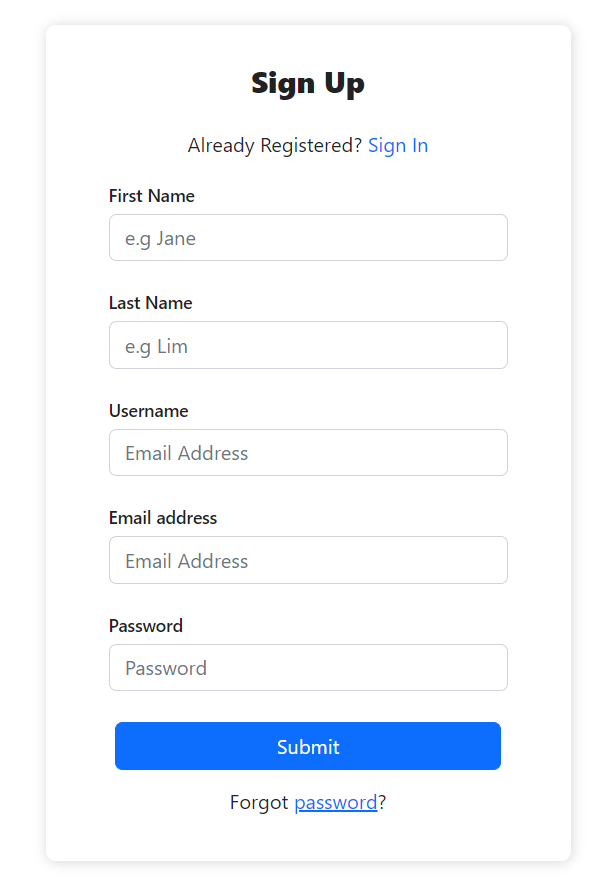 Sign Up
Already Registered? Sign In
First Name
e.g Jane
Last Name
e.g Lim
Username
Email Address
Email address
Email Address
Password
Password
Submit
Forgot password?